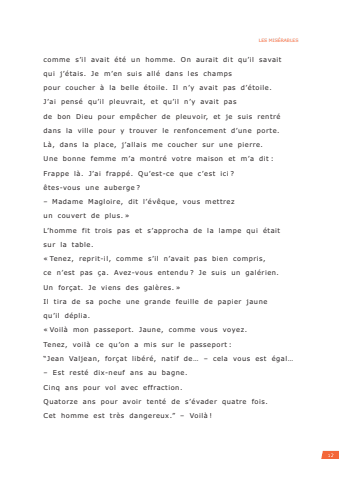 LES MISÉRABLES
comme s'il avait été un homme. On aurait dit qu'il savait
qui j'étais. Je m'en suis allé dans les champs
pour coucher à la belle étoile. Il n'y avait pas d'étoile.
J'ai pensé qu'il pleuvrait, et qu'il n'y avait pas
de bon Dieu pour empêcher de pleuvoir, et je suis rentré
dans la ville pour y trouver le renfoncement d'une porte.
Là, dans la place, j'allais me coucher sur une pierre.
Une bonne femme m'a montré votre maison et m'a dit :
Frappe là. J'ai frappé. Qu'est-ce que c'est ici ?
êtes-vous une auberge ?
– Madame Magloire, dit l'évêque, vous mettrez
un couvert de plus. »
L'homme fit trois pas et s'approcha de la lampe qui était
sur la table.
« Tenez, reprit-il, comme s'il n'avait pas bien compris,
ce n'est pas ça. Avez-vous entendu ? Je suis un galérien.
Un forçat. Je viens des galères. »
Il tira de sa poche une grande feuille de papier jaune
qu'il déplia.
« Voilà mon passeport. Jaune, comme vous voyez.
Tenez, voilà ce qu'on a mis sur le passeport :
"Jean Valjean, forçat libéré, natif de… – cela vous est égal…
– Est resté dix-neuf ans au bagne.
Cinq ans pour vol avec effraction.
Quatorze ans pour avoir tenté de s'évader quatre fois.
Cet homme est très dangereux." – Voilà !
17